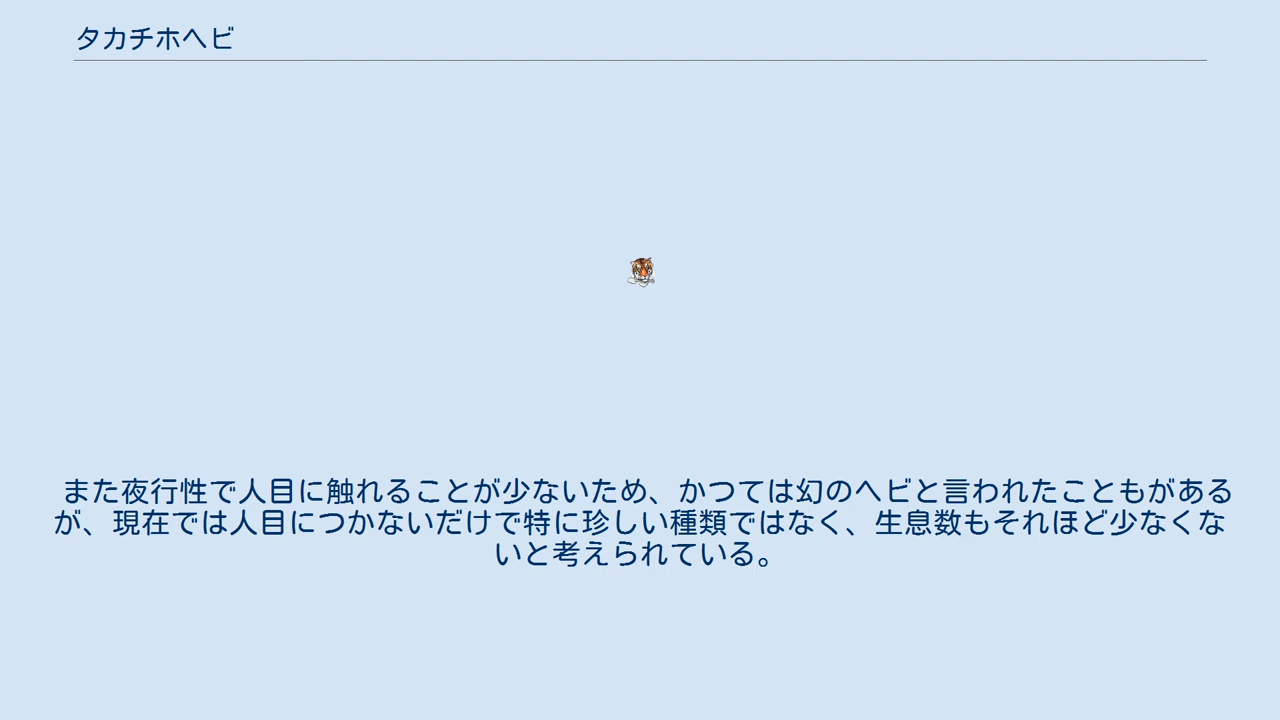 タカチホヘビ
また夜行性で人目に触れることが少ないため、かつては幻のヘビと言われたこともがある
が、現在では人目につかないだけで特に珍しい種類ではなく、生息数もそれほど少なくな
いと考えられている。